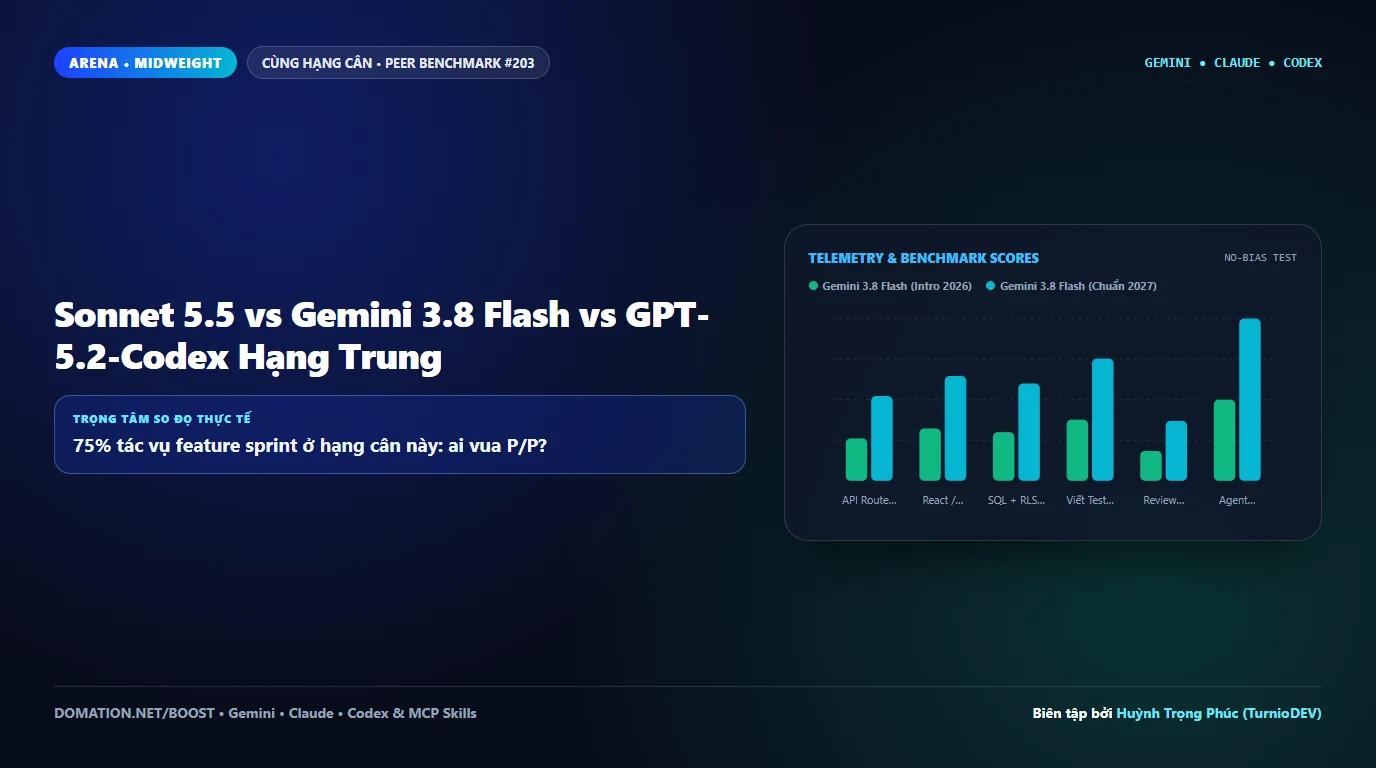 ARENA • MIDWEIGHT
CÙNG HẠNG CÂN • PEER BENCHMARK #203
GEMINI • CLAUDE • CODEX
Sonnet 5.5 vs Gemini 3.8 Flash vs GPT-
5.2-Codex Hạng Trung
TRỌNG TÂM SO ĐỌ THỰC TẾ
75% tác vụ feature sprint ở hạng cân này: ai vua P/P?
TELEMETRY & BENCHMARK SCORES
NO-BIAS TEST
Gemini 3.8 Flash (Intro 2026)
Gemini 3.8 Flash (Chuẩn 2027)
API Route...
React /...
SQL + RLS...
Viết Test...
Review...
Agent...
DOMATION.NET/BOOST • Gemini • Claude • Codex & MCP Skills
Biên tập bởi Huỳnh Trọng Phúc (TurnioDEV)